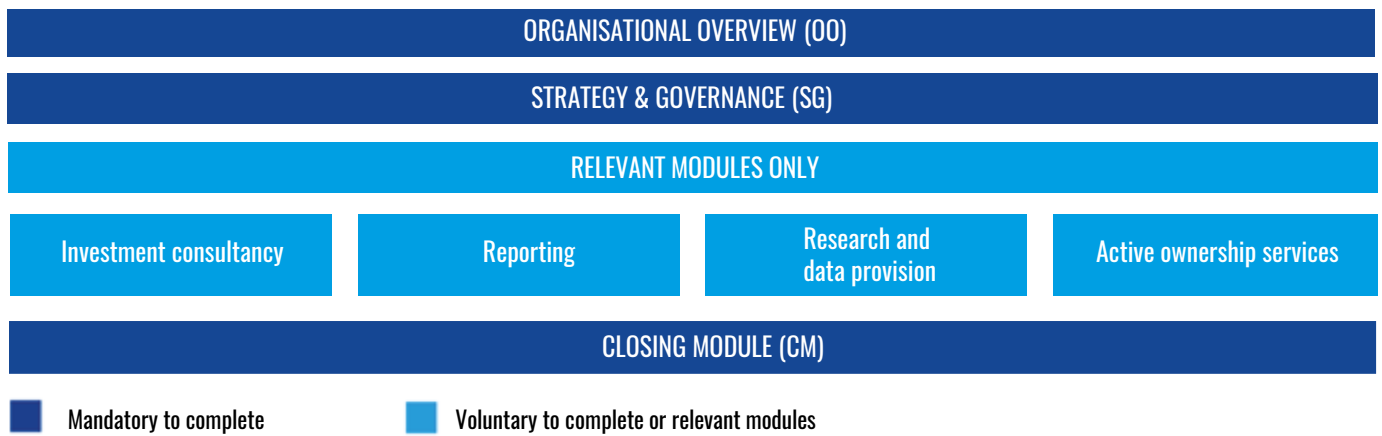 ORGANISATIONAL OVERVIEW (OO)
STRATEGY & GOVERNANCE (SG)
RELEVANT MODULES ONLY
Investment consultancy
Reporting
Research and
data provision
Active ownership services
CLOSING MODULE (CM)
Mandatory to complete
Voluntary to complete or relevant modules